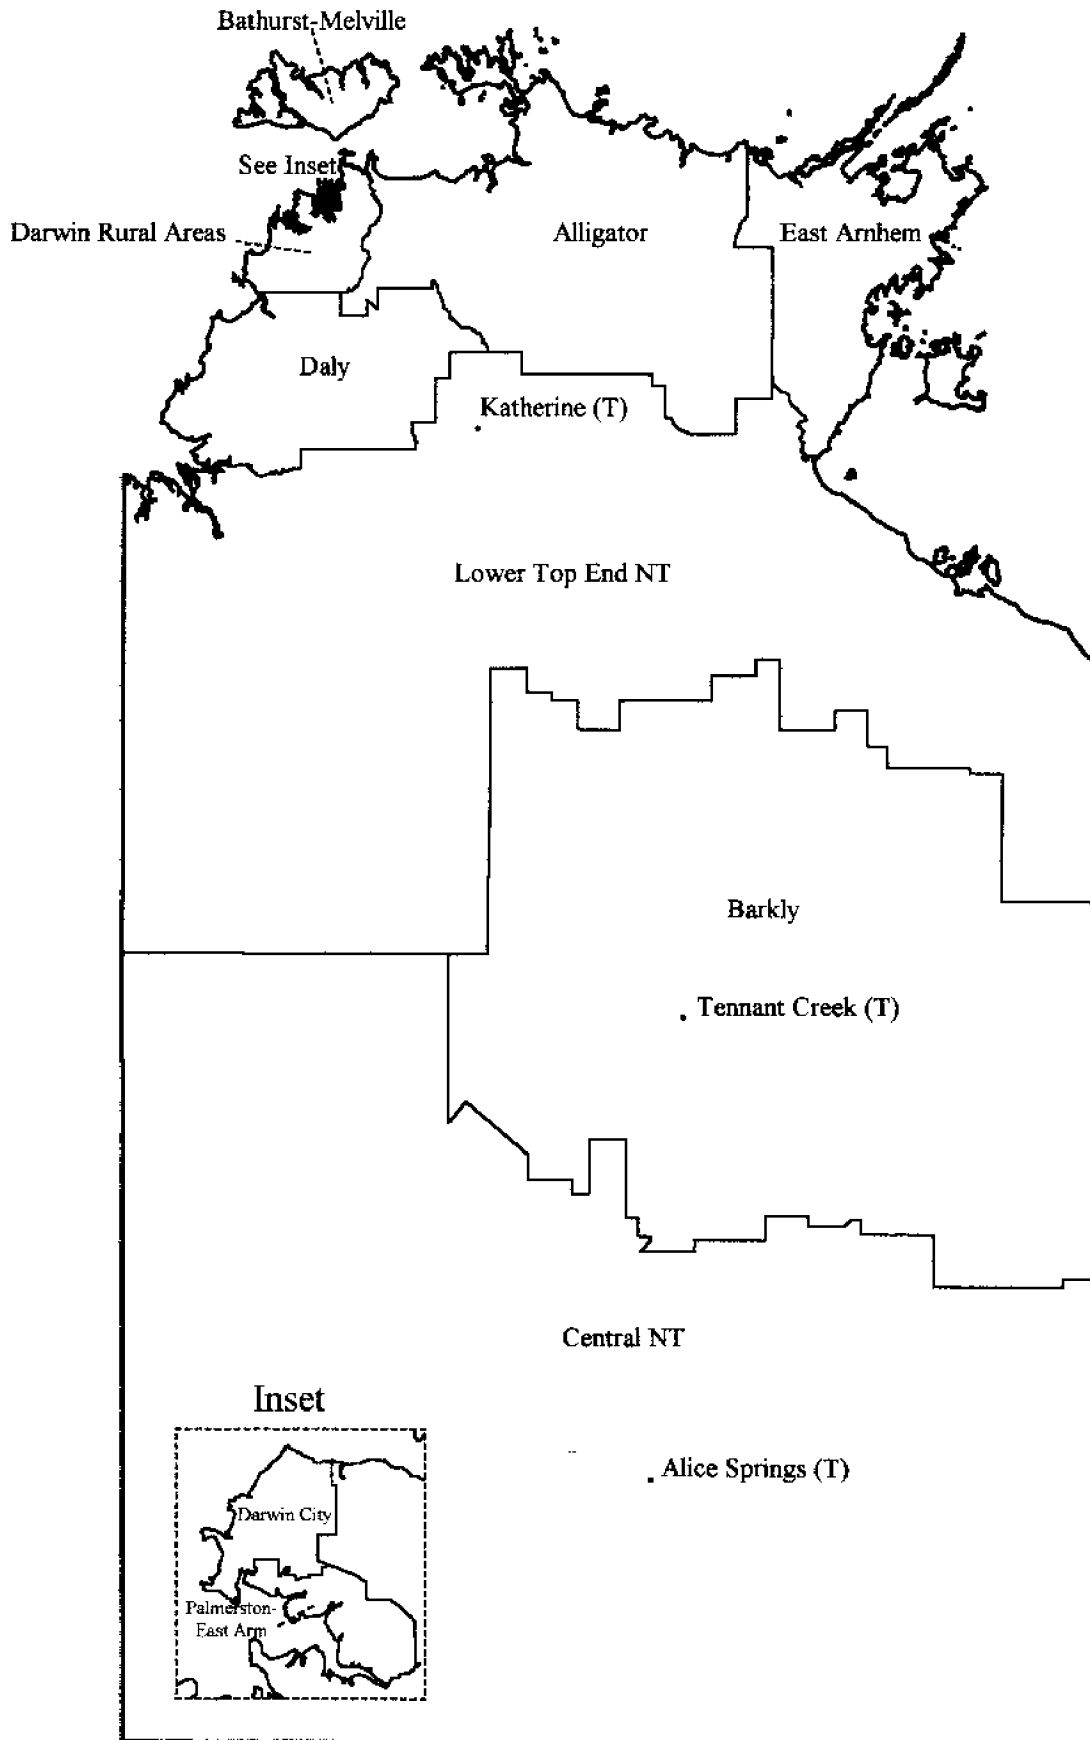 Bathurst-Melville
See Inset
Darwin Rural Areas
Alligator
East Arnhem
Daly
Katherine (T)
Lower Top End NT
Barkly
Tennant Creek (T)
Central NT
Inset
Alice Springs (T)
Darwin City
Palmerston-
East Arm